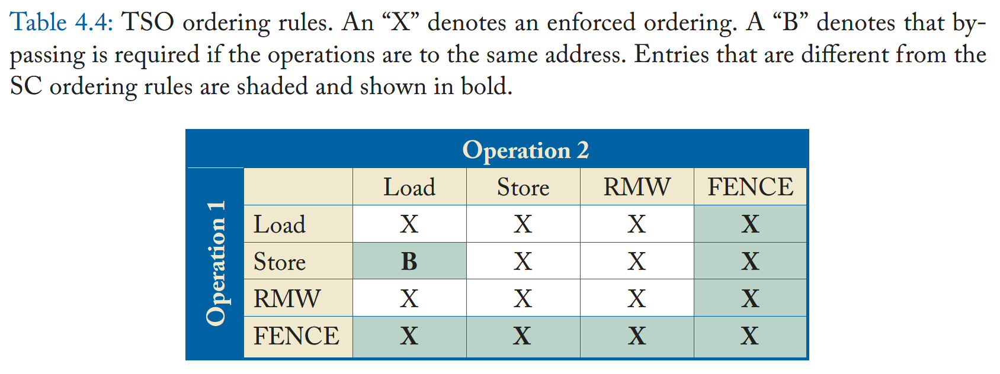 Table 4.4: TSO ordering rules. An “X” denotes an enforced ordering. A “B” denotes that by-
passing is required if the operations are to the same address. Entries that are different from the
SC ordering rules are shaded and shown in bold.
Operation 2
Operation 1
Load Store RMW FENCE
Load X X X X
Store B X X X
RMW X X X X
FENCE X X X X